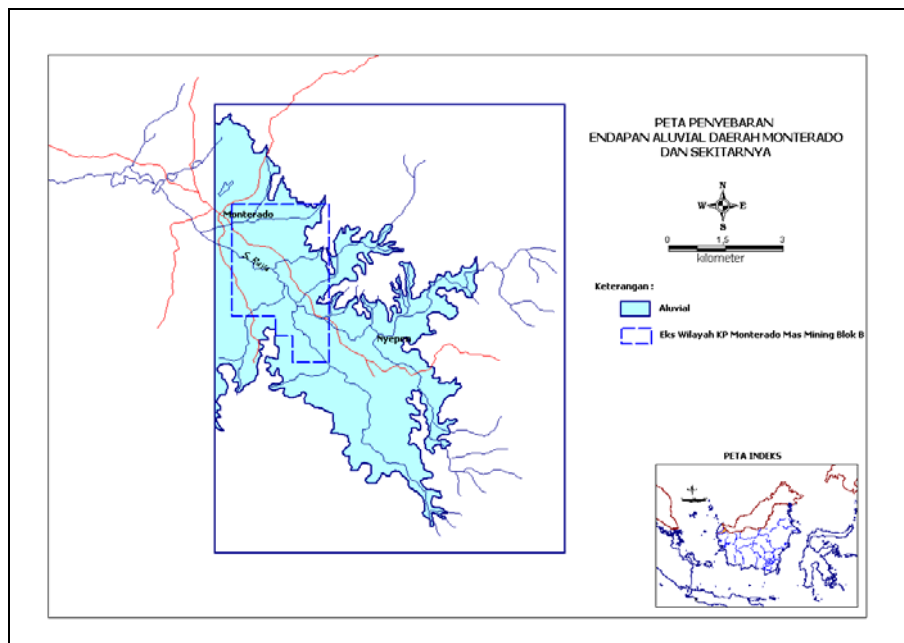 PETA PENYEBARAN
ENDAPAN ALUVIAL DAERAH MONTERADO
DAN SEKITARNYA
N
W E
S
0 1,5 3
kilometer
Keterangan :
Aluvial
Eks Wilayah KP Monterado Mas Mining Blok B
Monterado
S. Raya
Nyepen
PETA INDEKS